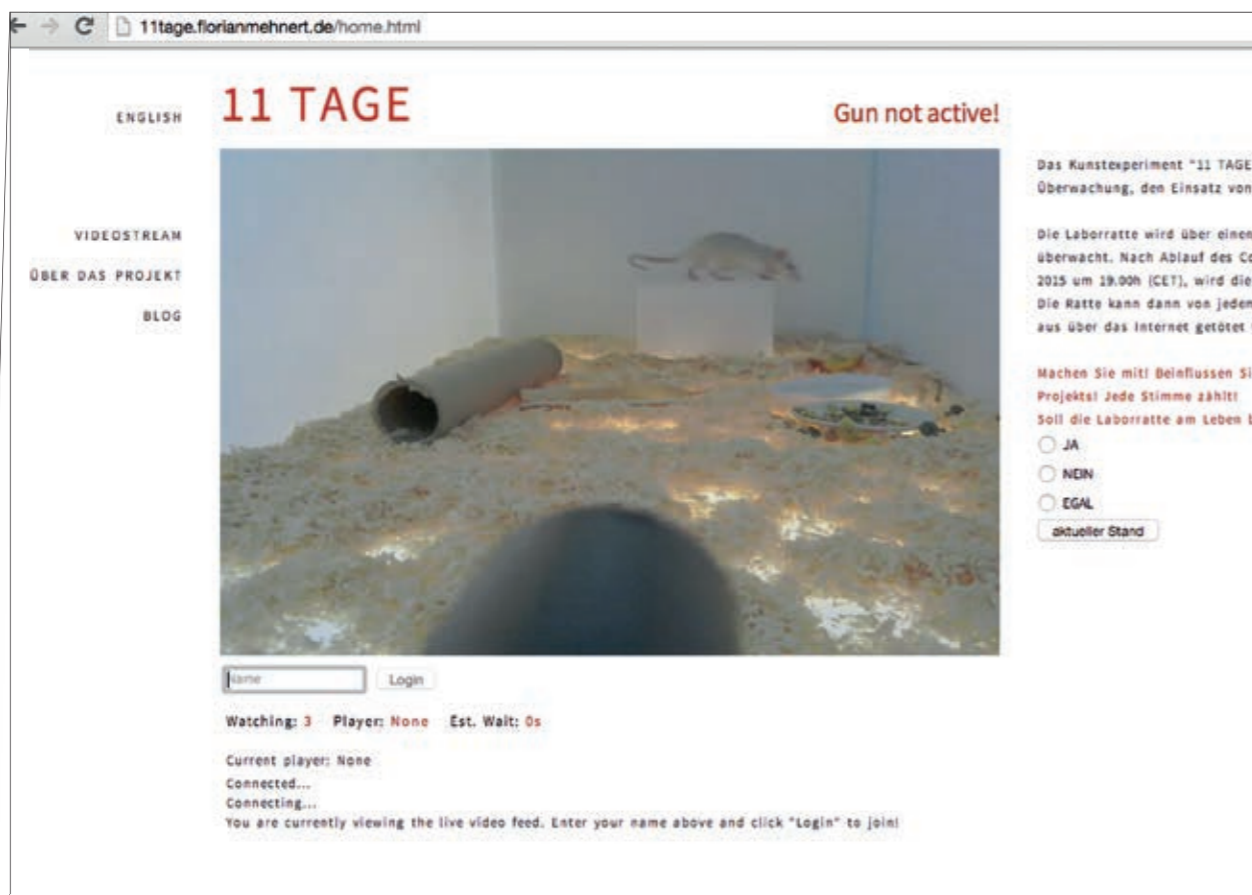 11tage.florianmehnert.de/home.html
ENGLISH
11 TAGE
Gun not active!
VIDEOSTREAM
ÜBER DAS PROJEKT
BLOG
Das Kunstexperiment "11 TAGE
Überwachung, den Einsatz von
Die Laborratte wird über einen
überwacht. Nach Ablauf des Co
2015 um 19.00h (CET), wird die
Die Ratte kann dann von jeden
aus über das Internet getötet
Machen Sie mit! Beinflussen Si
Projekts! Jede Stimme zählt!
Soll die Laborratte am Leben
JA
NEIN
EGAL
aktueller Stand
Name
Login
Watching: 3 Player: None Est. Wait: 0s
Current player: None
Connected...
Connecting...
You are currently viewing the live video feed. Enter your name above and click "Login" to join!